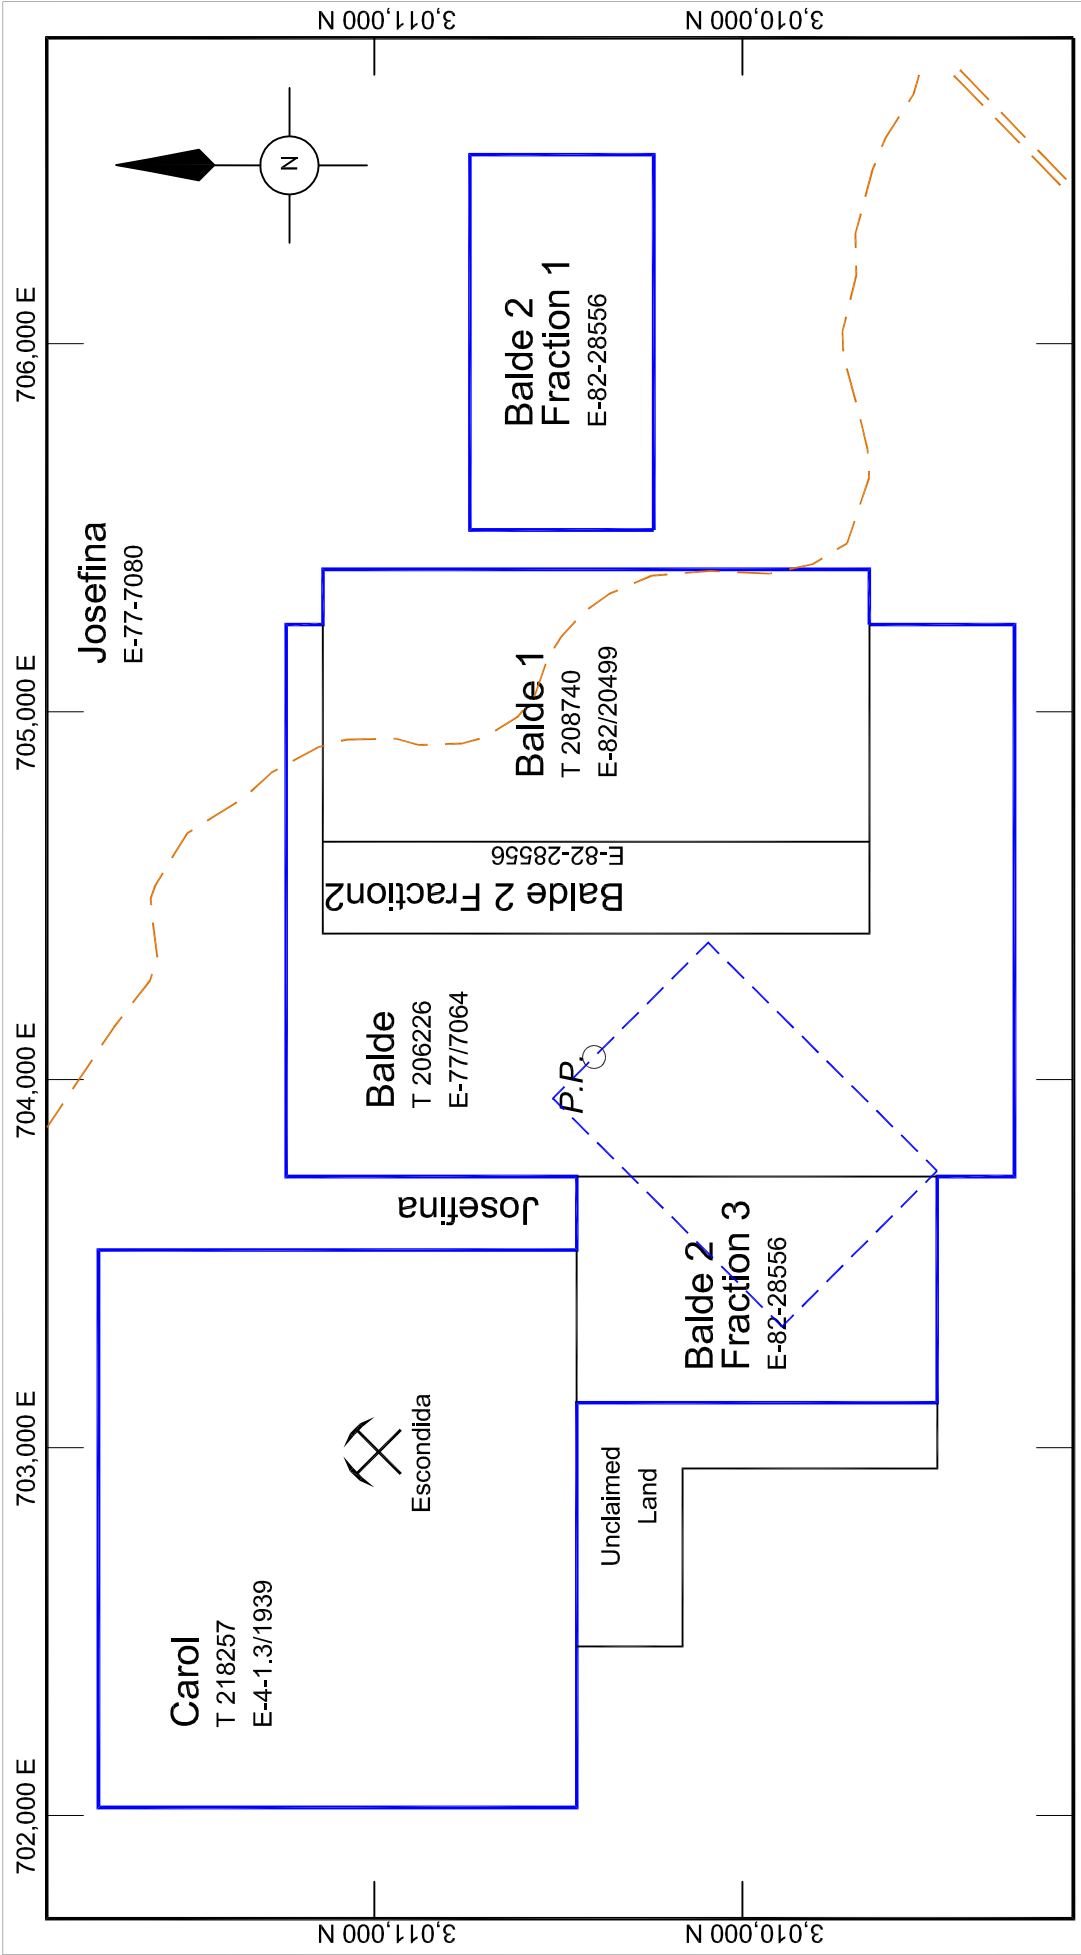 702,000 E
703,000 E
704,000 E
705,000 E
706,000 E
3,011,000 N
3,010,000 N
3,011,000 N
3,010,000 N
N
Josefina
E-77-7080
Carol
T 218257
E-4-1.3/1939
Escondida
Josefina
Balde
T 206226
E-77/7064
Balde 2 Fraction2
E-82-28556
Balde 1
T 208740
E-82/20499
Balde 2
Fraction 1
E-82-28556
P.P.
Unclaimed
Land
Balde 2
Fraction 3
E-82-28556